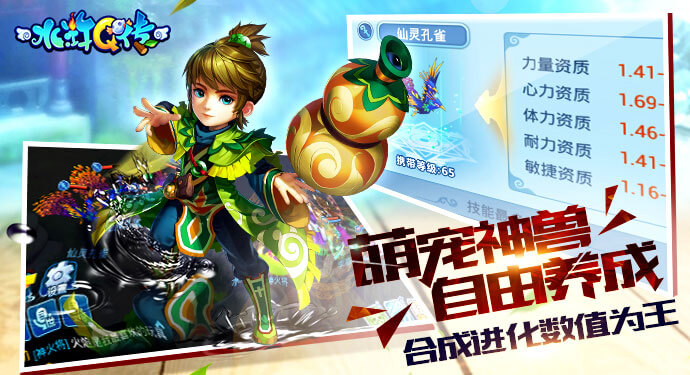 水浒Q传
仙灵孔雀
携带等级:65
力量资质 1.41-
心力资质 1.69-
体力资质 1.46-
耐力资质 1.41-
敏捷资质 1.16-
技能最
设置
萌宠神兽
自由养成
合成进化数值为王